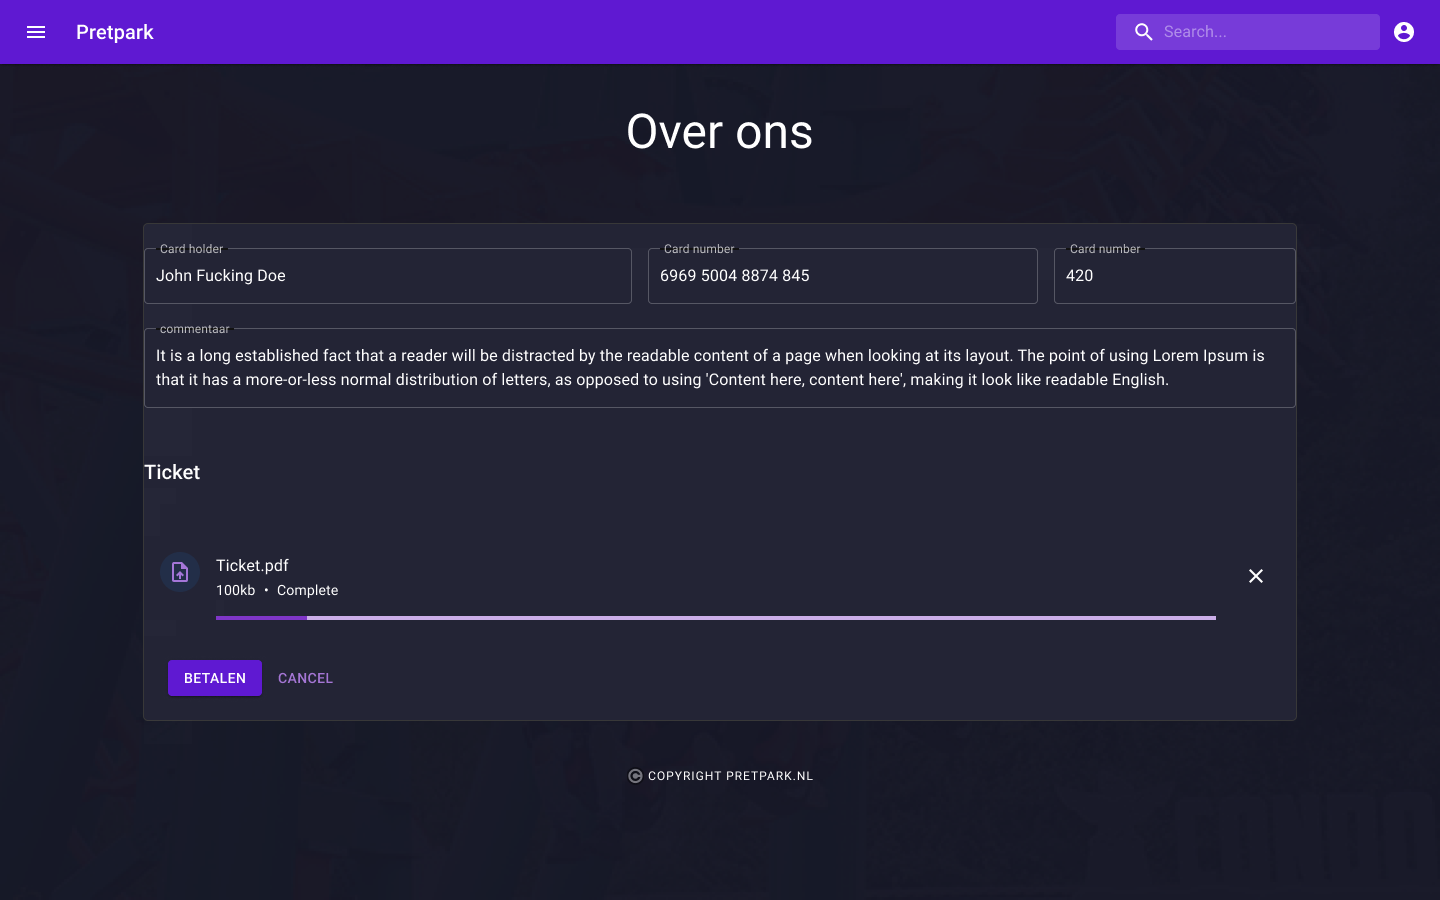 Pretpark
Search...
Over ons
Card holder
John Fucking Doe
Card number
6969 5004 8874 845
Card number
420
commentaar
It is a long established fact that a reader will be distracted by the readable content of a page when looking at its layout. The point of using Lorem Ipsum is
that it has a more-or-less normal distribution of letters, as opposed to using 'Content here, content here', making it look like readable English.
Ticket
Ticket.pdf
100kb • Complete
BETALEN
CANCEL
© COPYRIGHT PRETPARK.NL